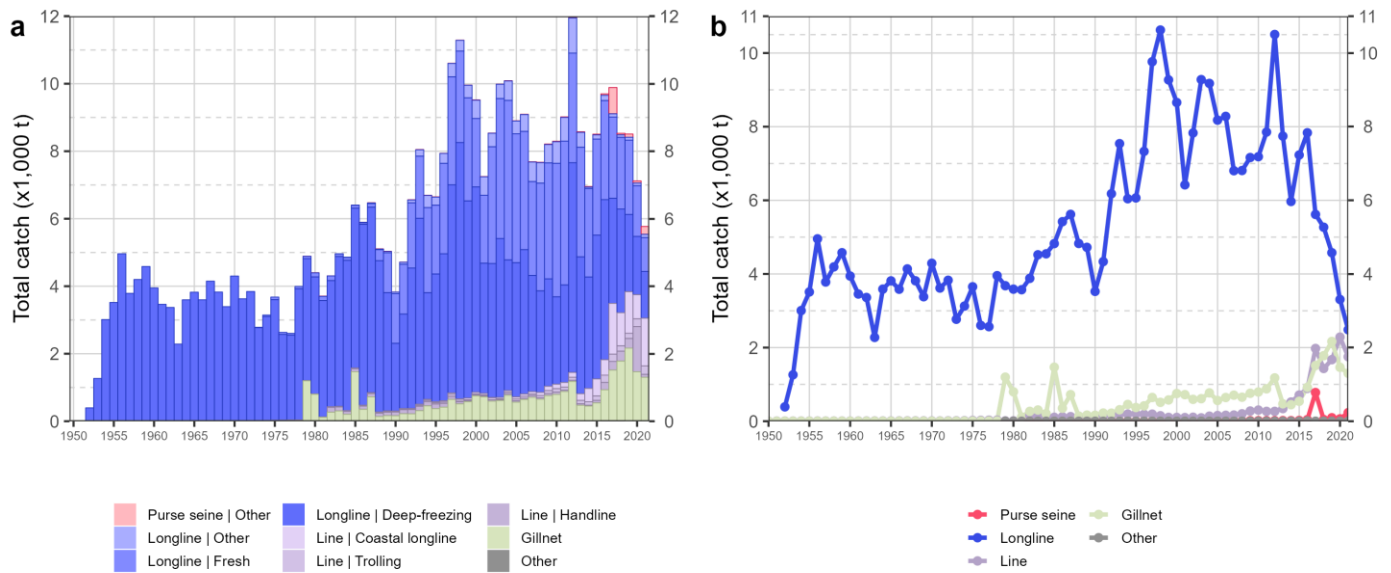 a
Total catch (x1,000 t)
12
12
10
10
8
8
6
6
4
4
2
2
0
0
1950 1955 1960 1965 1970 1975 1980 1985 1990 1995 2000 2005 2010 2015 2020
Purse seine | Other
Longline | Deep-freezing
Line | Handline
Longline | Other
Line | Coastal longline
Gillnet
Longline | Fresh
Line | Trolling
Other
b
Total catch (x1,000 t)
11
11
10
10
8
8
6
6
4
4
2
2
0
0
1950 1955 1960 1965 1970 1975 1980 1985 1990 1995 2000 2005 2010 2015 2020
Purse seine
Gillnet
Longline
Other
Line